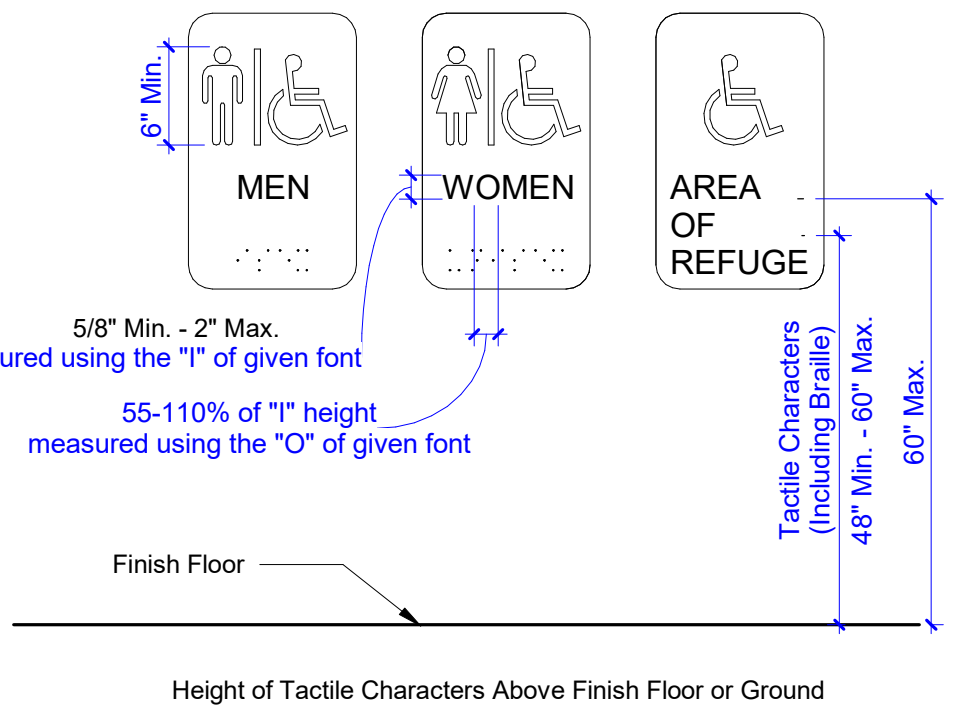 6" Min.
MEN
WOMEN
AREA
OF
REFUGE
5/8" Min. - 2" Max.
using the "I" of given font
55-110% of "I" height
measured using the "O" of given font
Tactile Characters
(Including Braille)
48" Min. - 60" Max.
60" Max.
Finish Floor
Height of Tactile Characters Above Finish Floor or Ground